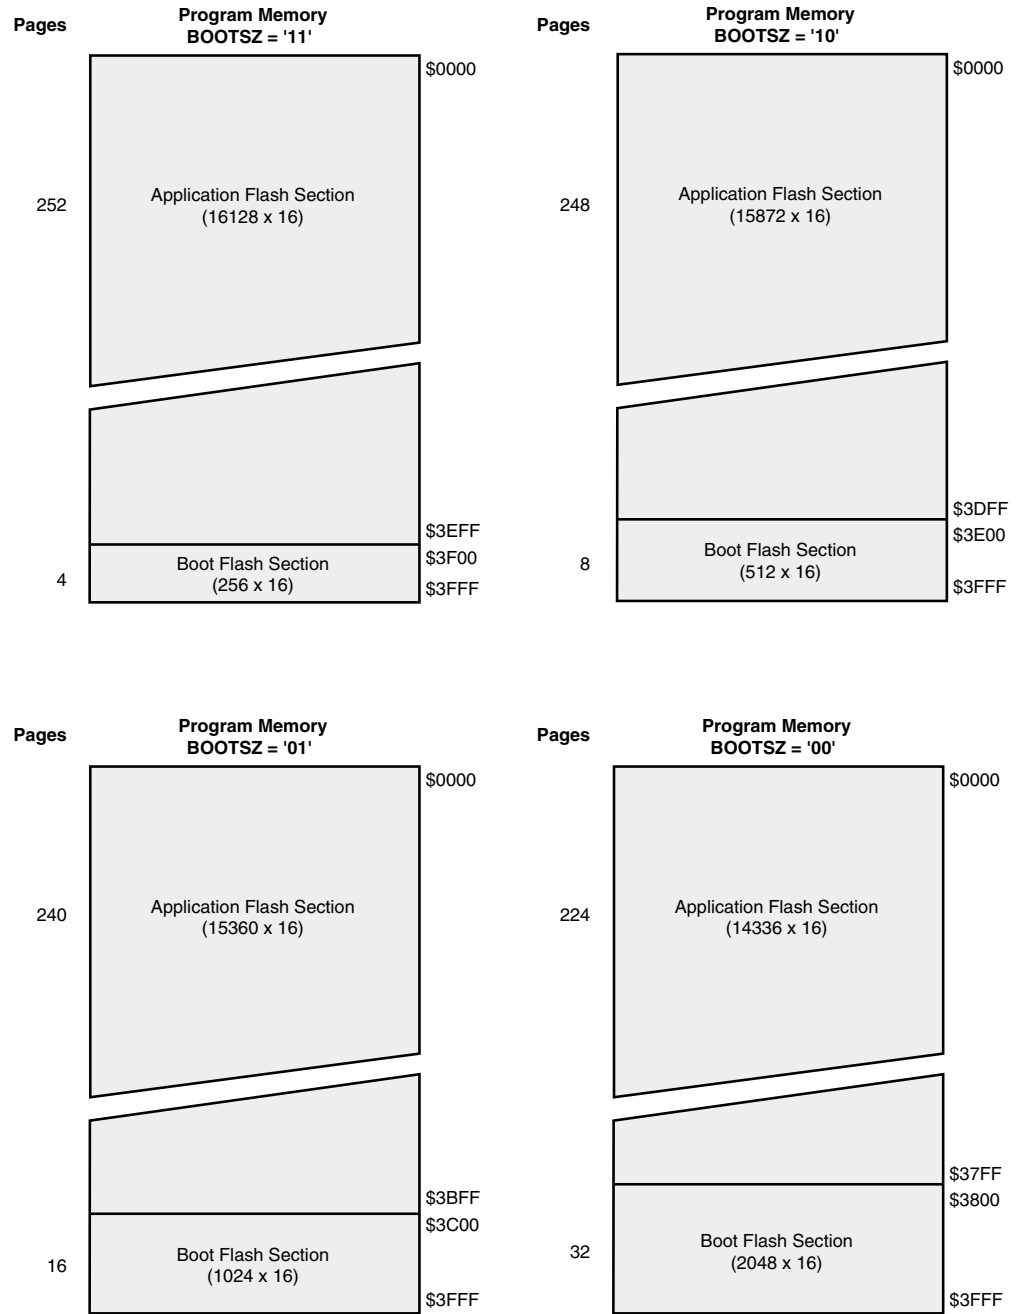 Pages
Program Memory
BOOTSZ = '11'
$0000
252
Application Flash Section
(16128 x 16)
$3EFF
$3F00
Boot Flash Section
(256 x 16)
4
$3FFF
Pages
Program Memory
BOOTSZ = '10'
$0000
248
Application Flash Section
(15872 x 16)
$3DFF
$3E00
Boot Flash Section
(512 x 16)
8
$3FFF
Pages
Program Memory
BOOTSZ = '01'
$0000
240
Application Flash Section
(15360 x 16)
$3BFF
$3C00
Boot Flash Section
(1024 x 16)
16
$3FFF
Pages
Program Memory
BOOTSZ = '00'
$0000
224
Application Flash Section
(14336 x 16)
$37FF
$3800
Boot Flash Section
(2048 x 16)
32
$3FFF